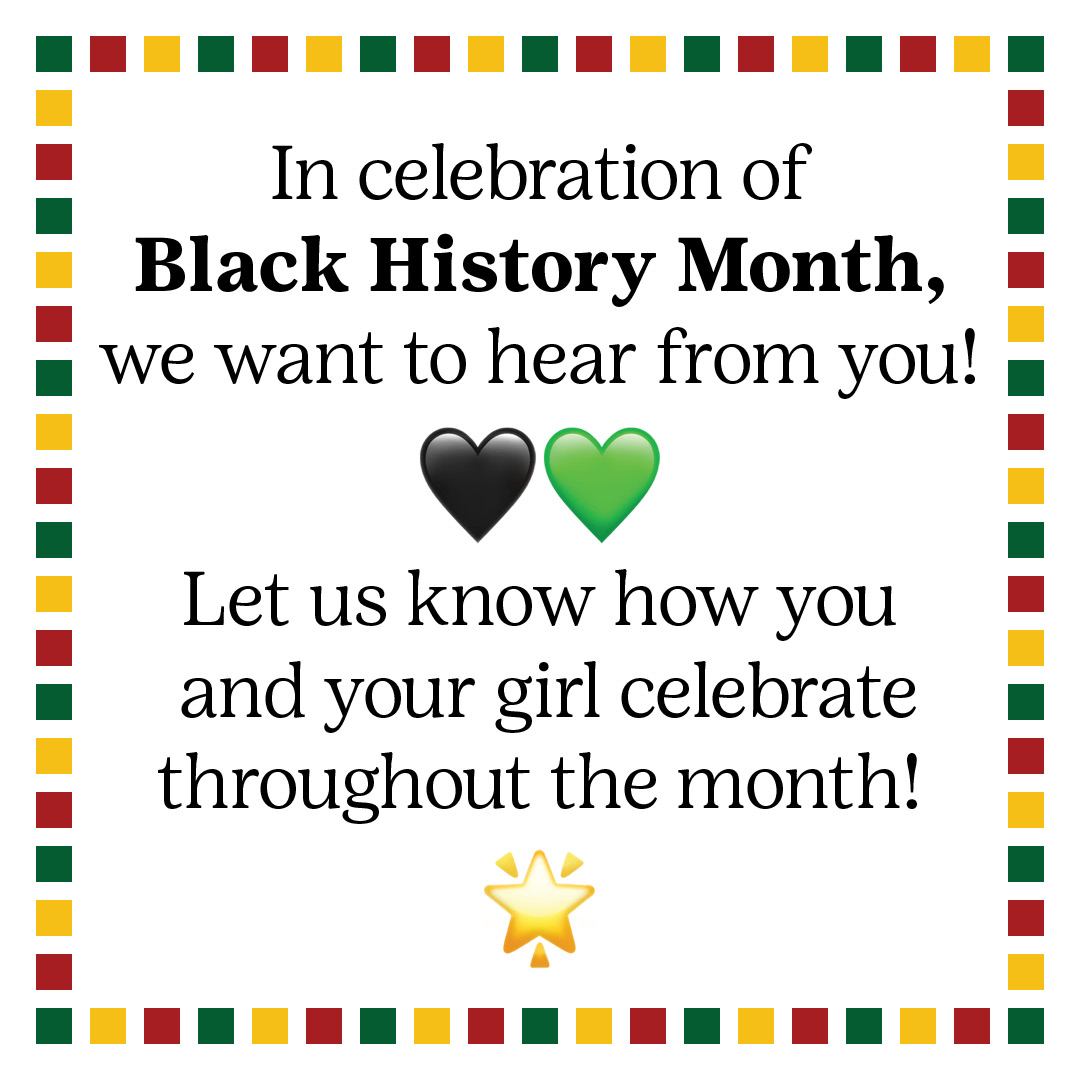 In celebration of
Black History Month,
we want to hear from you!
🖤💚
Let us know how you
and your girl celebrate
throughout the month!
🌟